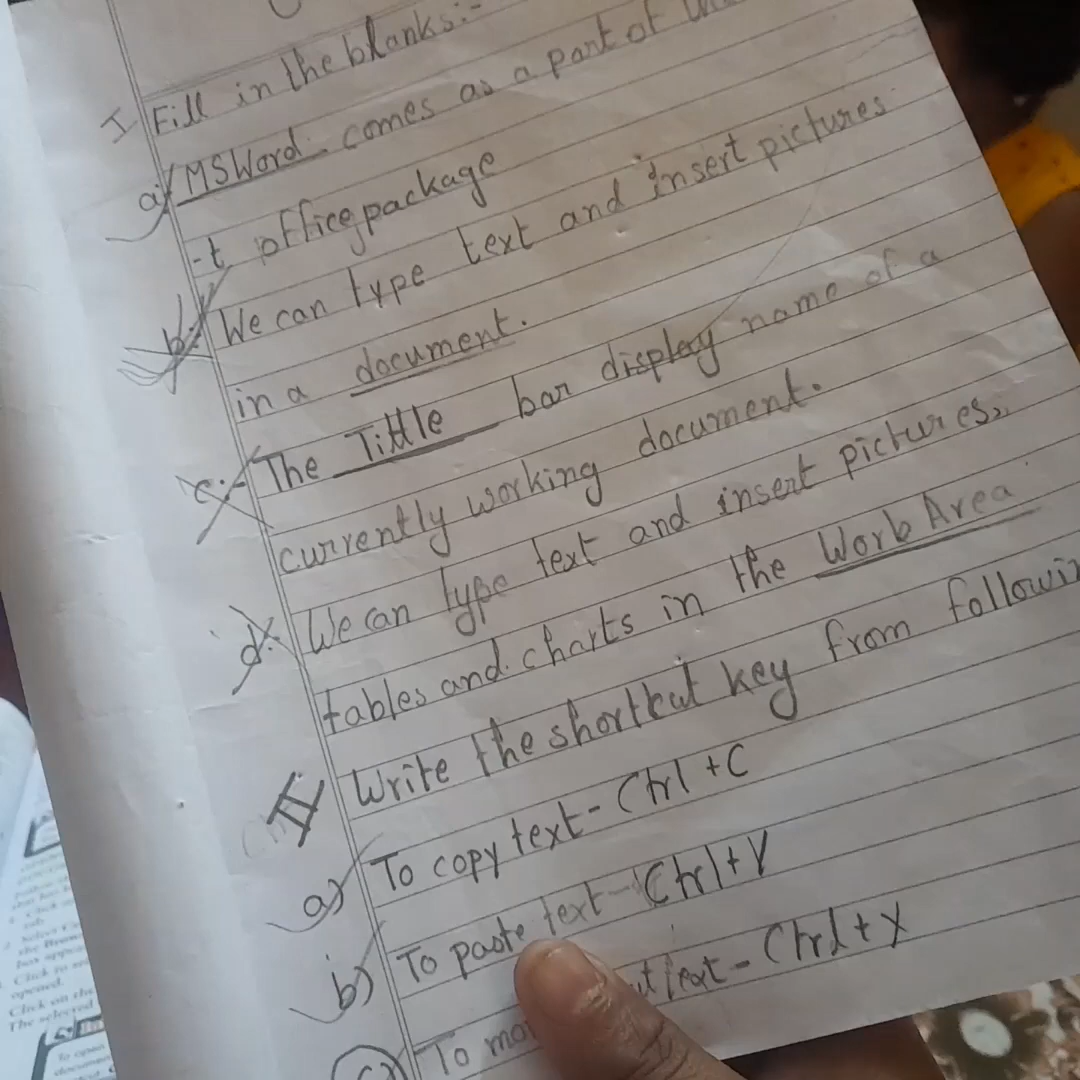 I Fill in the blanks:-
a) MS Word comes as a part of
-t office package
b. We can type text and insert pictures
in a document.
c. The Tittle bar display name of a
currently working document.
d. We can type text and insert pictures,
tables and charts in the Work Area
II Write the shortcut key from followin
a) To copy text - Ctrl + C
b) To paste text - Ctrl + V
text - Ctrl + X
To mo